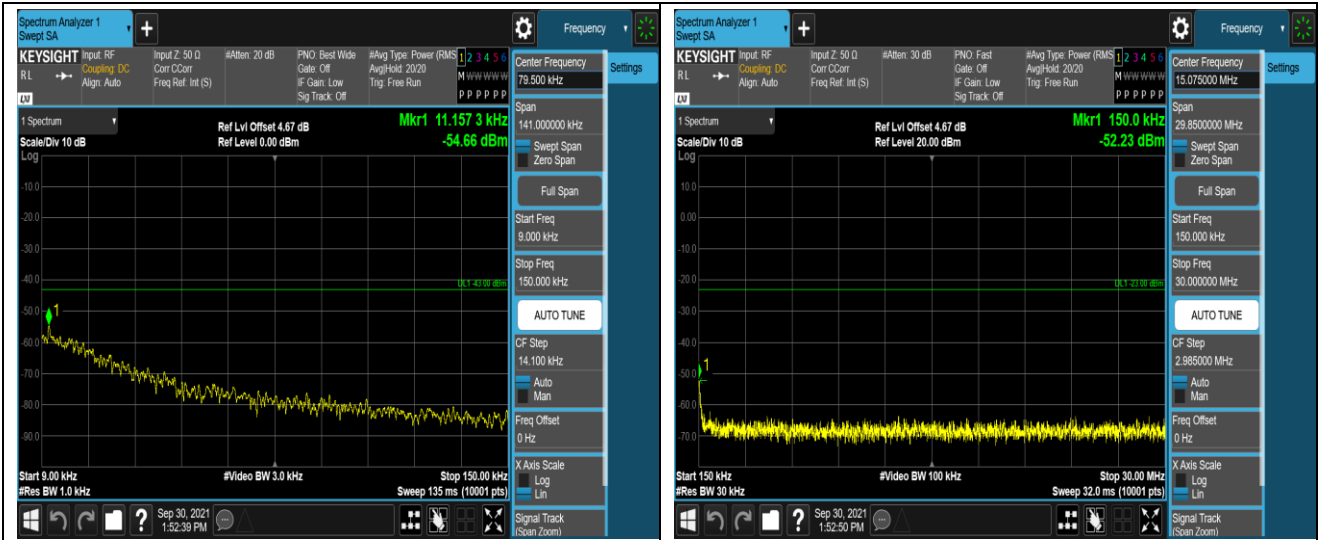 Spectrum Analyzer 1
Swept SA
+
Frequency
KEYSIGHT
Input: RF
Coupling: DC
Align: Auto
Input Z: 50 Ω
Corr CCorr
Freq Ref: Int (S)
#Atten: 20 dB
PNO: Best Wide
Gate: Off
IF Gain: Low
Sig Track: Off
#Avg Type: Power (RMS
Avg|Hold: 20/20
Trig: Free Run
1 2 3 4 5 6
M W W W W W
P P P P P P
RL
LXI
Center Frequency
79.500 kHz
Settings
1 Spectrum
Scale/Div 10 dB
Ref Lvl Offset 4.67 dB
Ref Level 0.00 dBm
Mkr1 11.157 3 kHz
-54.66 dBm
Log
-10.0
-20.0
-30.0
-40.0
-50.0
-60.0
-70.0
-80.0
-90.0
DL1 -43.00 dBm
1
Start 9.00 kHz
#Res BW 1.0 kHz
#Video BW 3.0 kHz
Stop 150.00 kHz
Sweep 135 ms (10001 pts)
Span
141.000000 kHz
Swept Span
Zero Span
Full Span
Start Freq
9.000 kHz
Stop Freq
150.000 kHz
AUTO TUNE
CF Step
14.100 kHz
Auto
Man
Freq Offset
0 Hz
X Axis Scale
Log
Lin
Signal Track
(Span Zoom)
?
Sep 30, 2021
1:52:39 PM
Spectrum Analyzer 1
Swept SA
+
Frequency
KEYSIGHT
Input: RF
Coupling: DC
Align: Auto
Input Z: 50 Ω
Corr CCorr
Freq Ref: Int (S)
#Atten: 30 dB
PNO: Fast
Gate: Off
IF Gain: Low
Sig Track: Off
#Avg Type: Power (RMS
Avg|Hold: 20/20
Trig: Free Run
1 2 3 4 5 6
M W W W W W
P P P P P P
RL
LXI
Center Frequency
15.075000 MHz
Settings
1 Spectrum
Scale/Div 10 dB
Ref Lvl Offset 4.67 dB
Ref Level 20.00 dBm
Mkr1 150.0 kHz
-52.23 dBm
Log
10.0
0.00
-10.0
-20.0
-30.0
-40.0
-50.0
-60.0
-70.0
DL1 -23.00 dBm
1
Start 150 kHz
#Res BW 30 kHz
#Video BW 100 kHz
Stop 30.00 MHz
Sweep 32.0 ms (10001 pts)
Span
29.8500000 MHz
Swept Span
Zero Span
Full Span
Start Freq
150.000 kHz
Stop Freq
30.000000 MHz
AUTO TUNE
CF Step
2.985000 MHz
Auto
Man
Freq Offset
0 Hz
X Axis Scale
Log
Lin
Signal Track
(Span Zoom)
?
Sep 30, 2021
1:52:50 PM